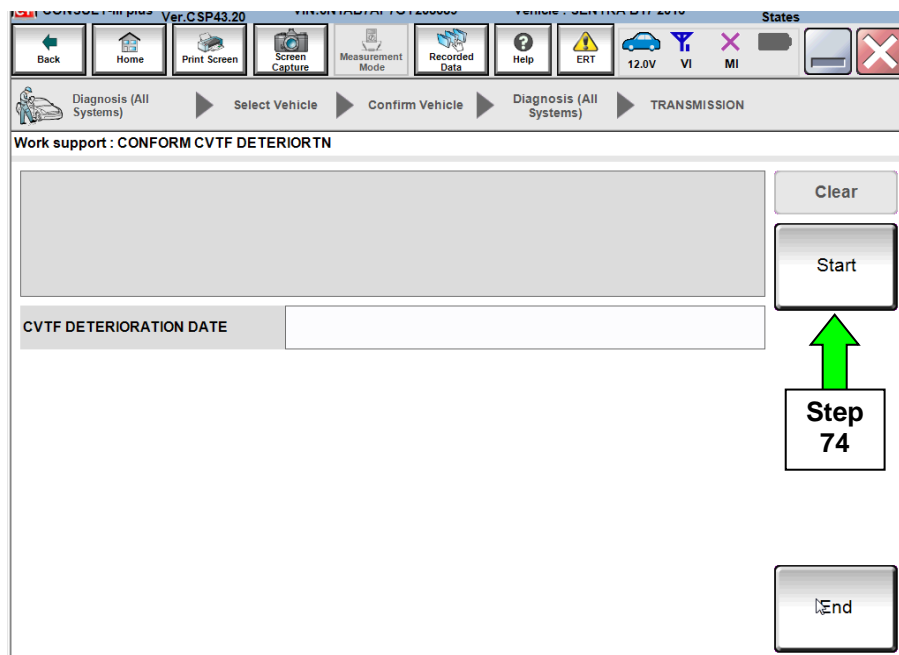 Ver.CSP43.20
States
Back
Home
Print Screen
Screen Capture
Measurement Mode
Recorded Data
Help
ERT
12.0V
VI
MI
Diagnosis (All Systems)
Select Vehicle
Confirm Vehicle
Diagnosis (All Systems)
TRANSMISSION
Work support : CONFORM CVTF DETERIORTN
Clear
Start
CVTF DETERIORATION DATE
Step
74
End